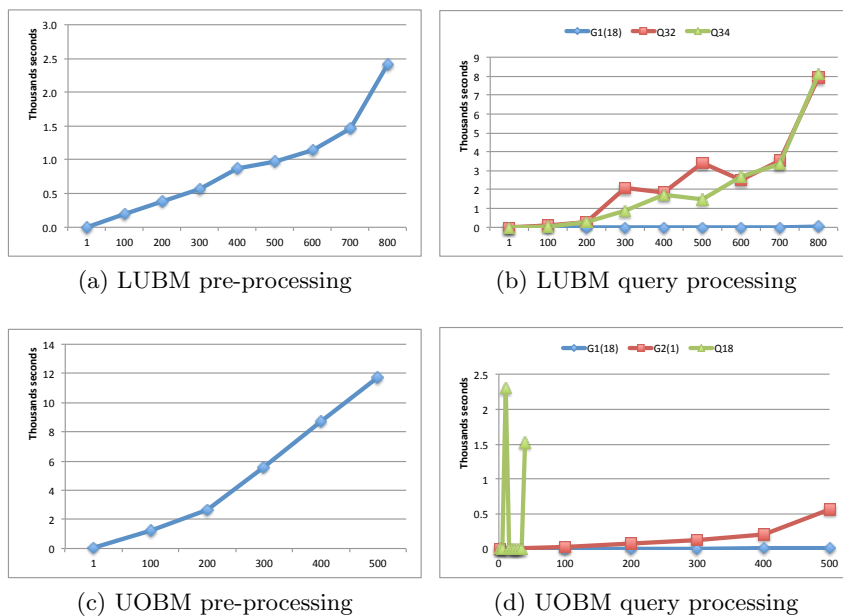 Thousands seconds
3.0
2.5
2.0
1.5
1.0
0.5
0.0
1 100 200 300 400 500 600 700 800
(a) LUBM pre-processing
G1(18) Q32 Q34
Thousands seconds
9
8
7
6
5
4
3
2
1
0
1 100 200 300 400 500 600 700 800
(b) LUBM query processing
Thousands seconds
14
12
10
8
6
4
2
0
1 100 200 300 400 500
(c) UOBM pre-processing
G1(18) G2(1) Q18
Thousands seconds
2.5
2
1.5
1
0.5
0
0 100 200 300 400 500
(d) UOBM query processing